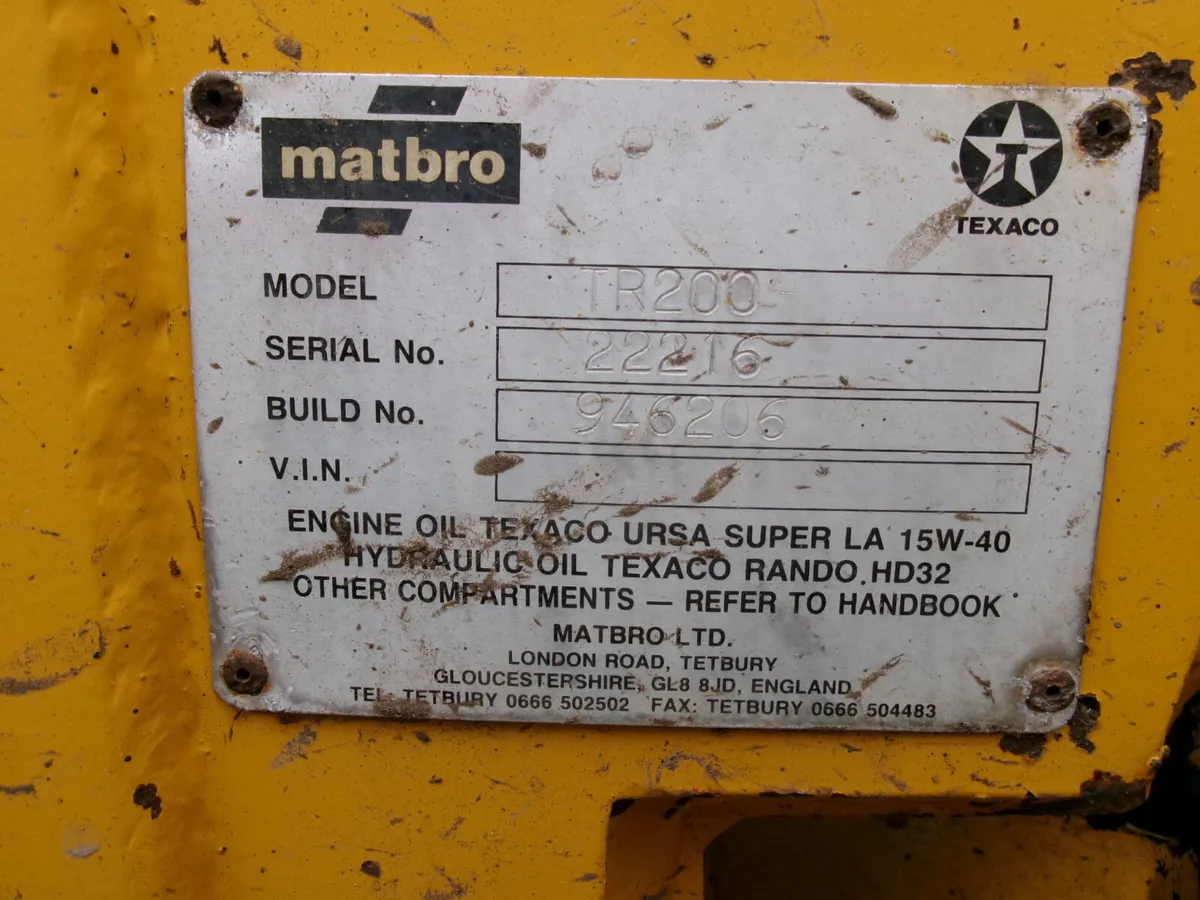 matbro
T
TEXACO
MODEL TR200-
SERIAL No. 22216
BUILD No. 946206
V.I.N.
ENGINE OIL TEXACO URSA SUPER LA 15W-40
HYDRAULIC OIL TEXACO RANDO HD32
OTHER COMPARTMENTS — REFER TO HANDBOOK
MATBRO LTD.
LONDON ROAD, TETBURY
GLOUCESTERSHIRE, GL8 8JD, ENGLAND
TEL: TETBURY 0666 502502 FAX: TETBURY 0666 504483